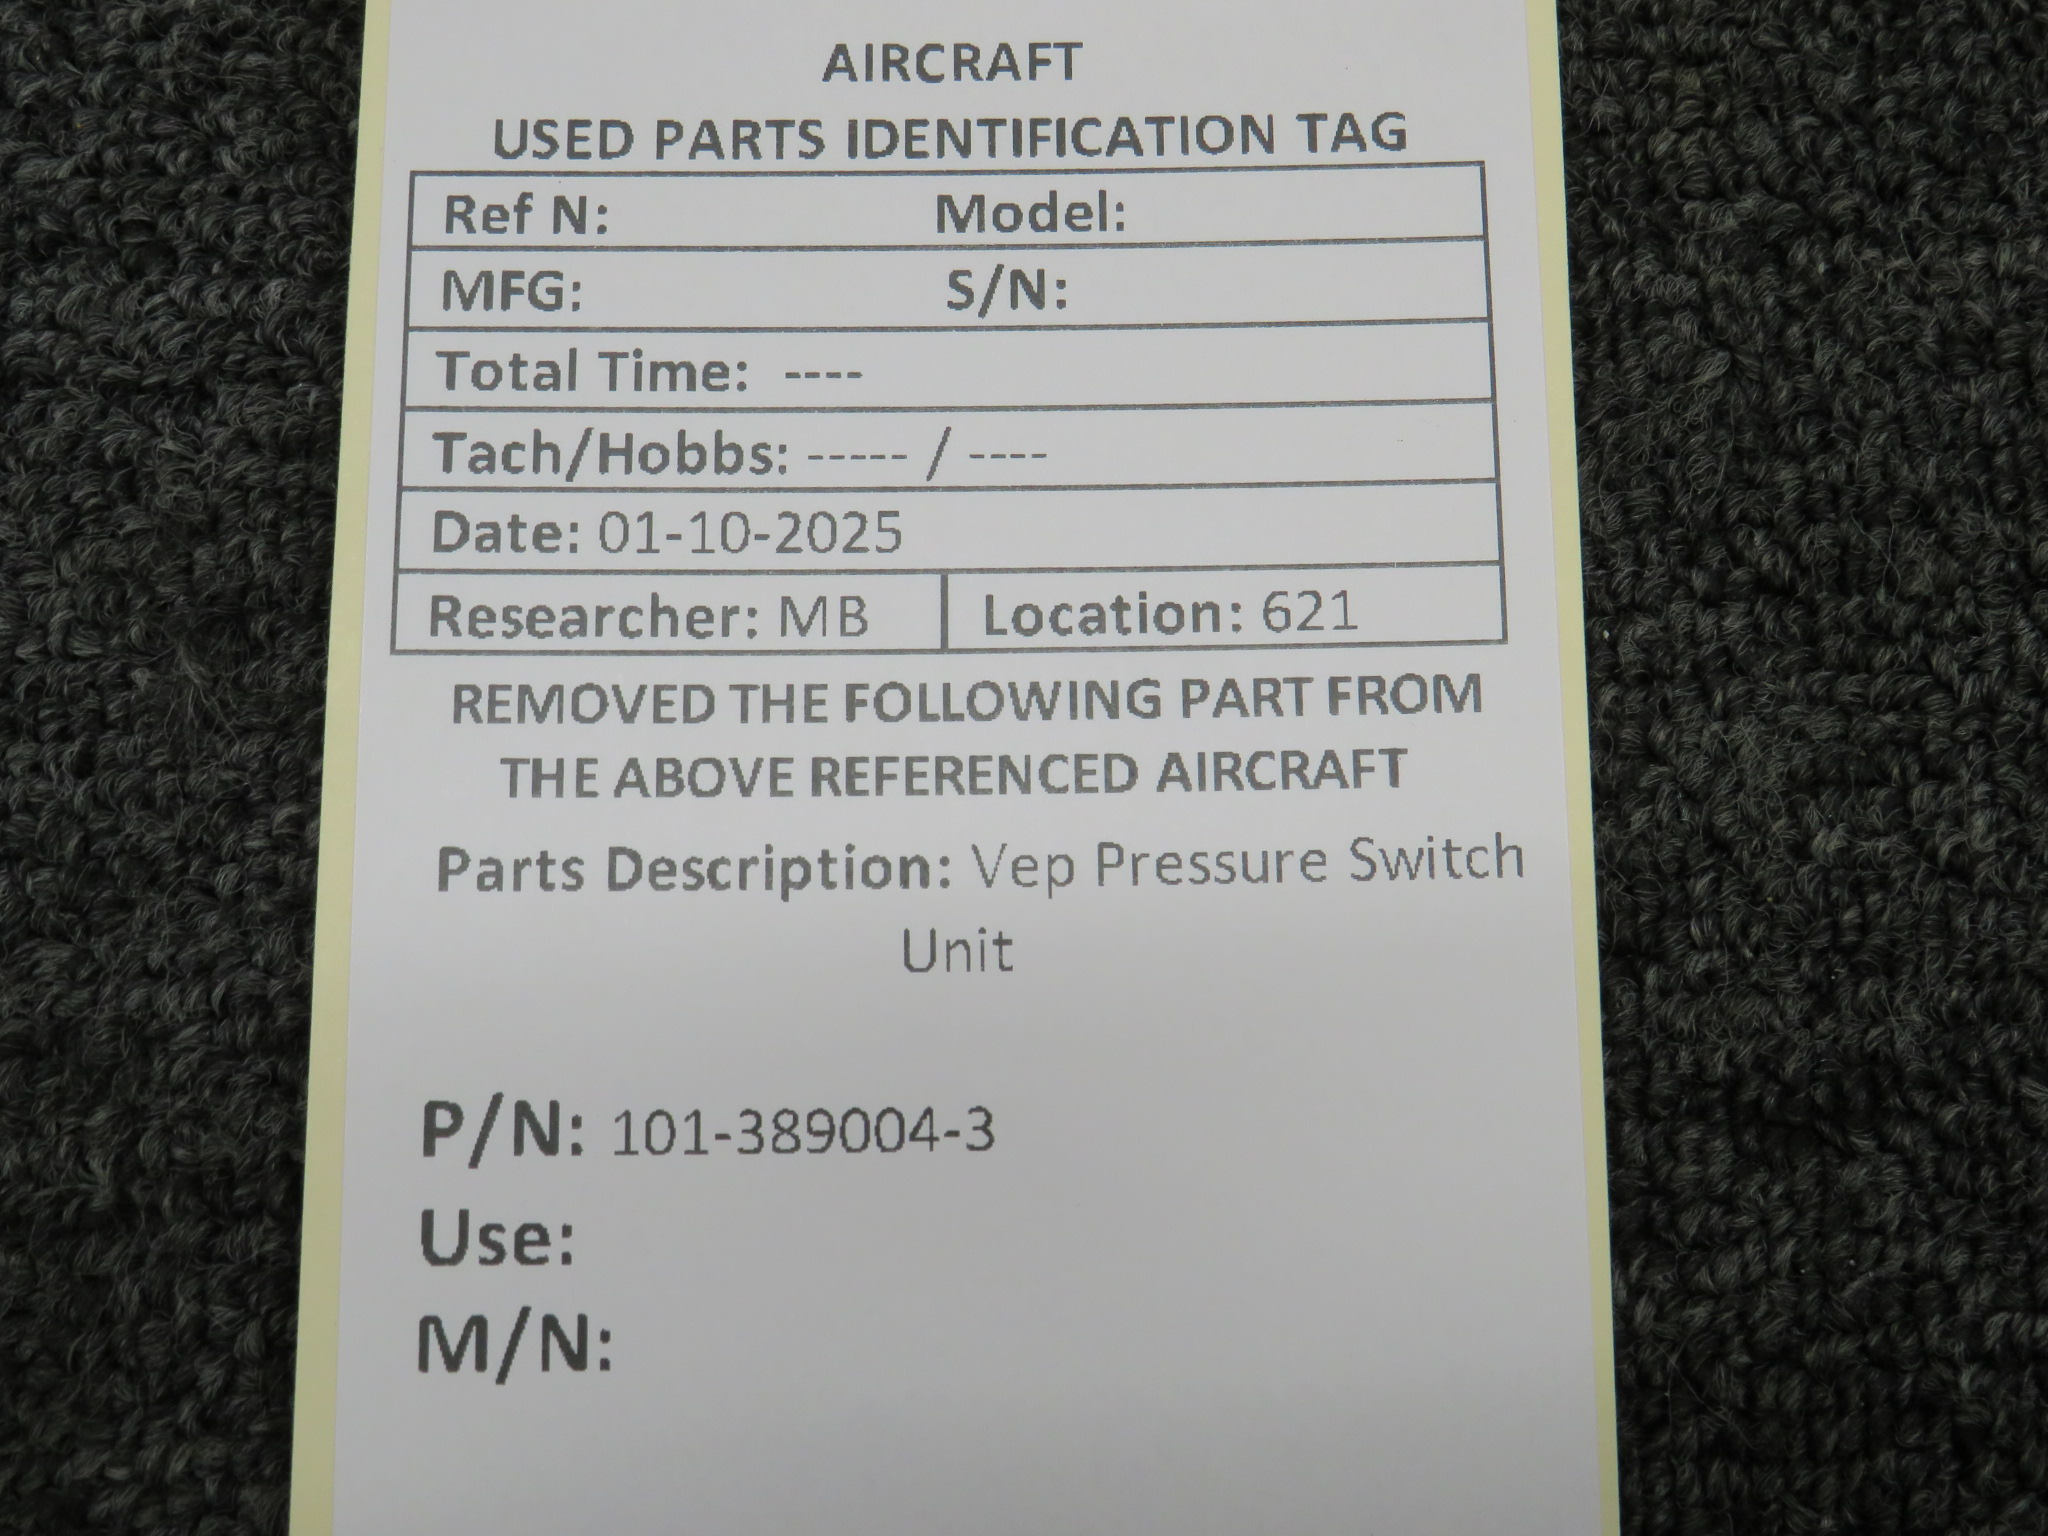 AIRCRAFT
USED PARTS IDENTIFICATION TAG
Ref N: Model:
MFG: S/N:
Total Time: ----
Tach/Hobbs: ----- / ----
Date: 01-10-2025
Researcher: MB Location: 621
REMOVED THE FOLLOWING PART FROM
THE ABOVE REFERENCED AIRCRAFT
Parts Description: Vep Pressure Switch
Unit
P/N: 101-389004-3
Use:
M/N: